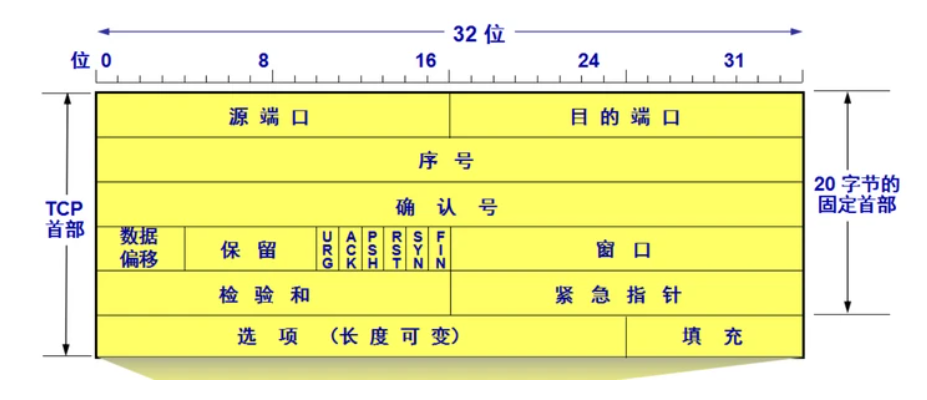 32 位
位 0 8 16 24 31
源 端 口 目 的 端 口
序 号
确 认 号
TCP
首部
20 字节的
固定首部
数据
偏移
保 留
URG
ACK
PSH
RST
SYN
FIN
窗 口
检 验 和 紧 急 指 针
选 项 （长 度 可 变） 填 充